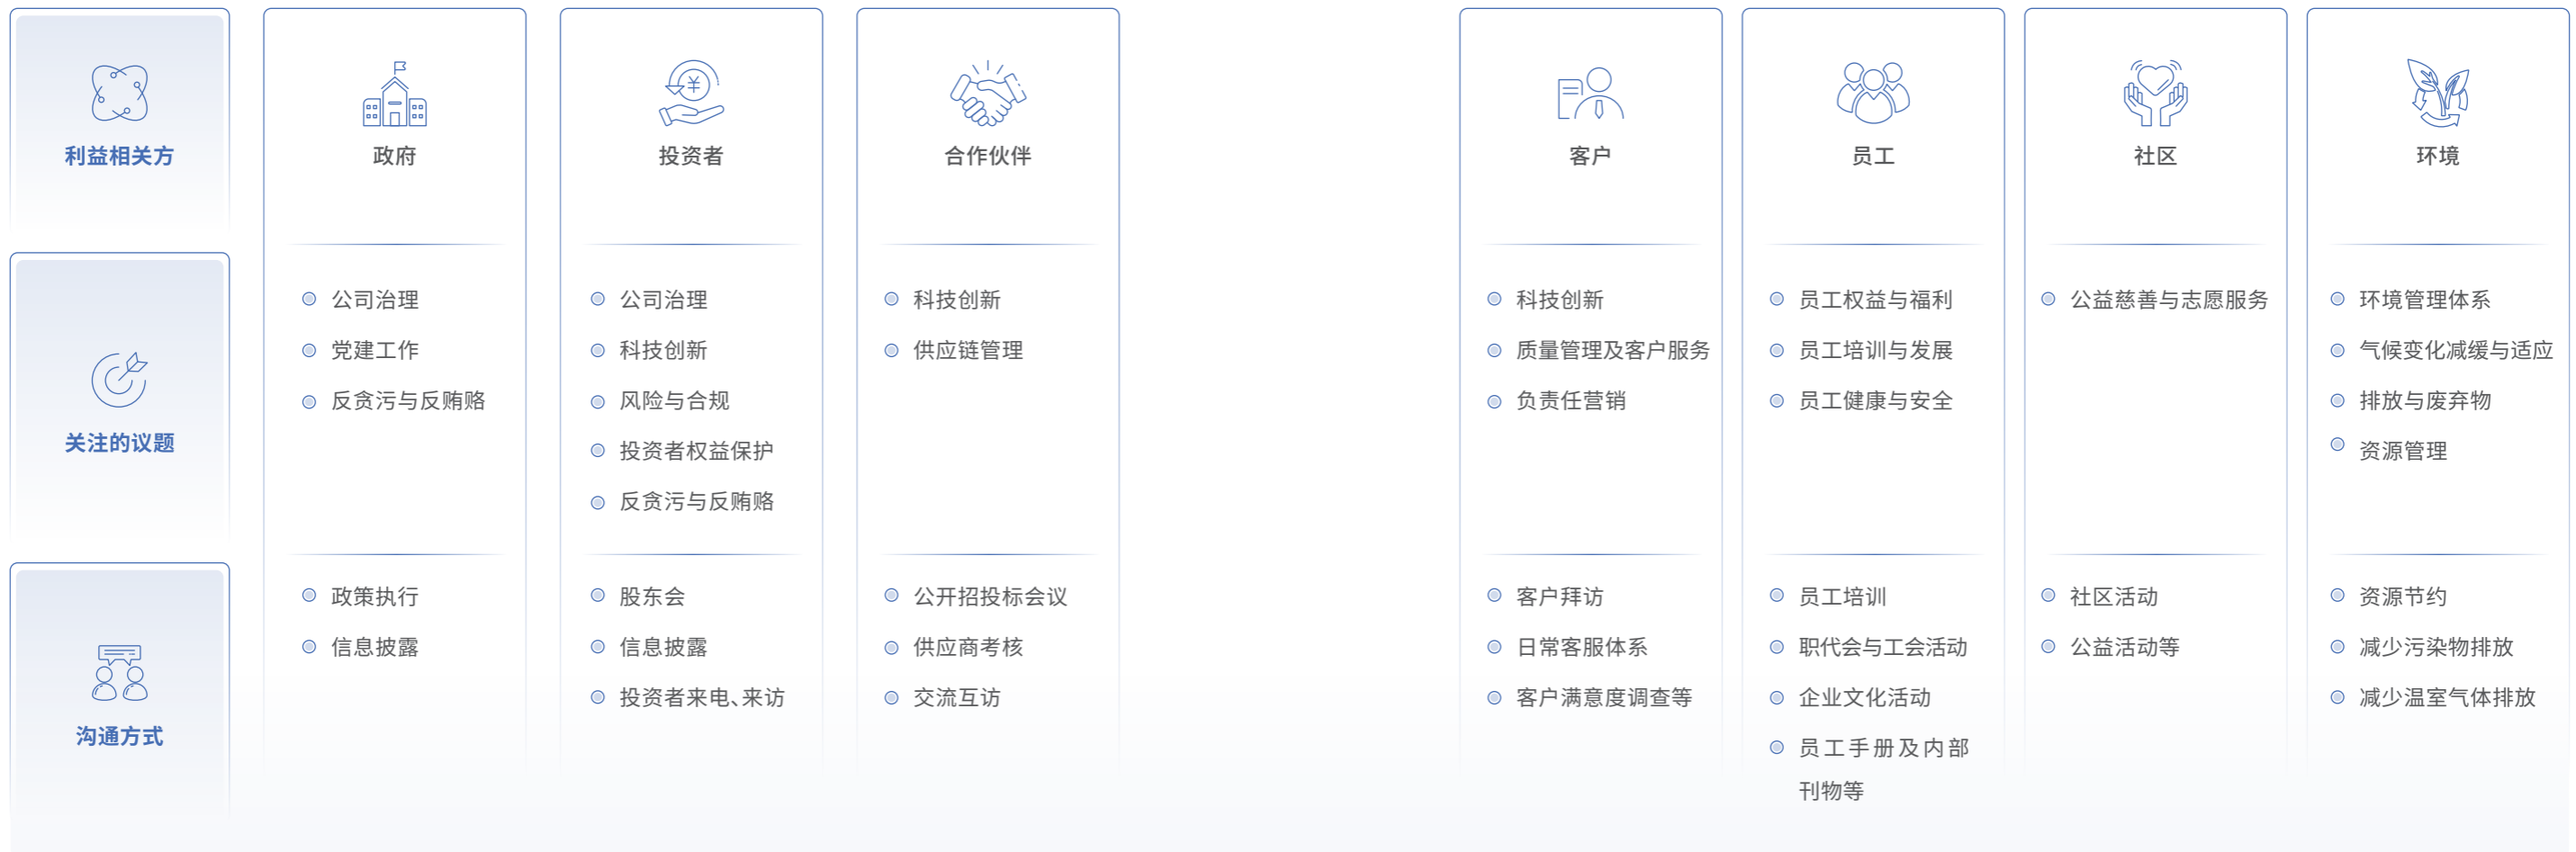 利益相关方
政府
投资者
合作伙伴
客户
员工
社区
环境
关注的议题
公司治理
党建工作
反贪污与反贿赂
公司治理
科技创新
风险与合规
投资者权益保护
反贪污与反贿赂
科技创新
供应链管理
科技创新
质量管理及客户服务
负责任营销
员工权益与福利
员工培训与发展
员工健康与安全
公益慈善与志愿服务
环境管理体系
气候变化减缓与适应
排放与废弃物
资源管理
沟通方式
政策执行
信息披露
股东会
信息披露
投资者来电、来访
公开招投标会议
供应商考核
交流互访
客户拜访
日常客服体系
客户满意度调查等
员工培训
职代会与工会活动
企业文化活动
员工手册及内部
刊物等
社区活动
公益活动等
资源节约
减少污染物排放
减少温室气体排放